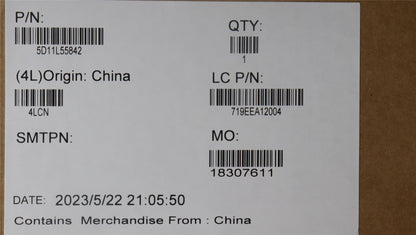 P/N:
QTY:
5D11L55842
1
(4L)Origin: China
LC P/N:
4LCN
719EEA12004
SMTPN:
MO:
18307611
DATE: 2023/5/22 21:05:50
Contains Merchandise From : China